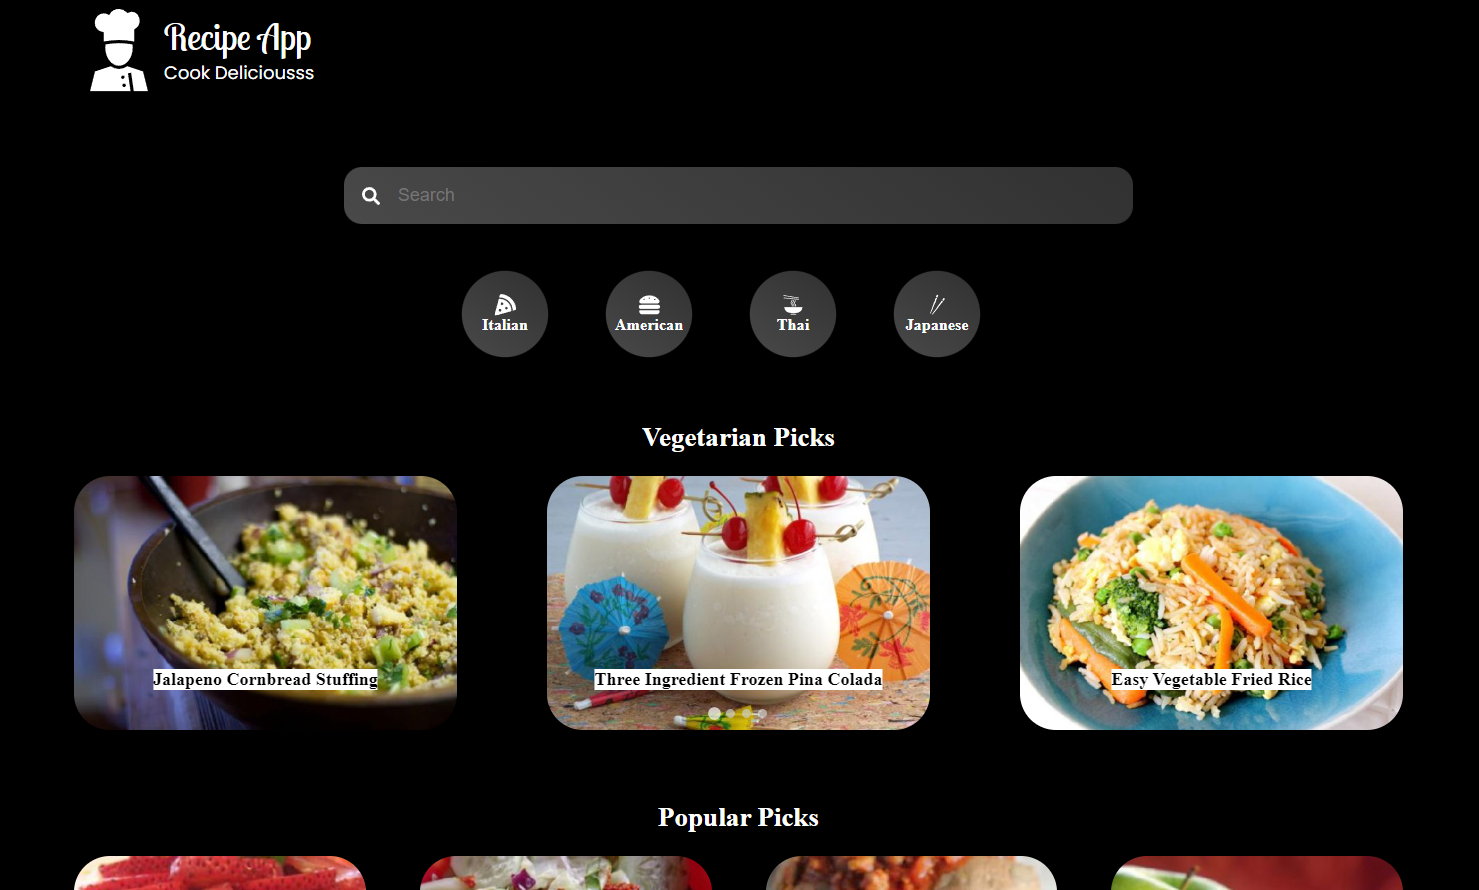 Recipe App
Cook Deliciousss
Search
Italian
American
Thai
Japanese
Vegetarian Picks
Jalapeno Cornbread Stuffing
Three Ingredient Frozen Pina Colada
Easy Vegetable Fried Rice
Popular Picks